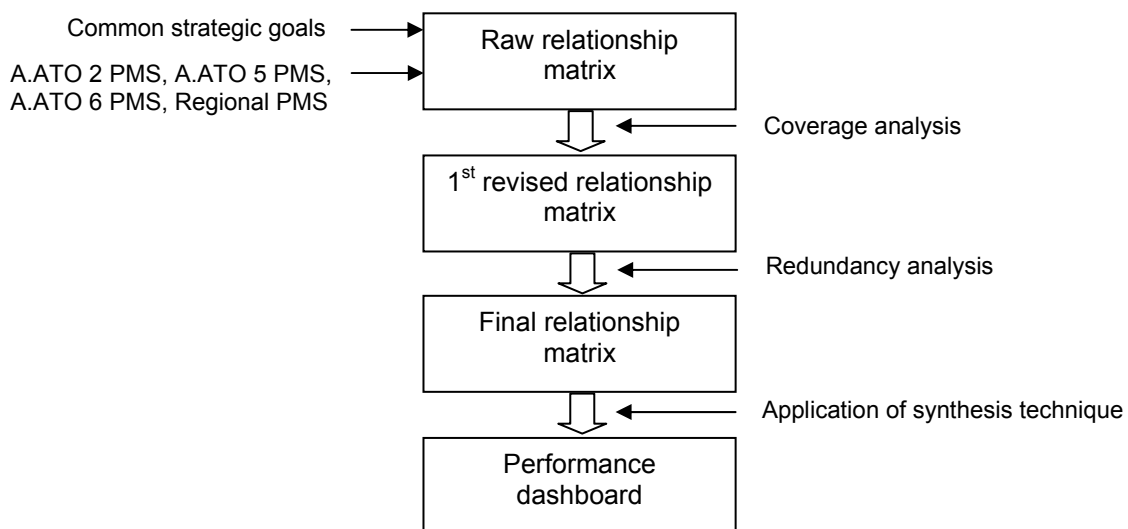 Common strategic goals
A.ATO 2 PMS, A.ATO 5 PMS,
A.ATO 6 PMS, Regional PMS
Raw relationship
matrix
Coverage analysis
1st revised relationship
matrix
Redundancy analysis
Final relationship
matrix
Application of synthesis technique
Performance
dashboard